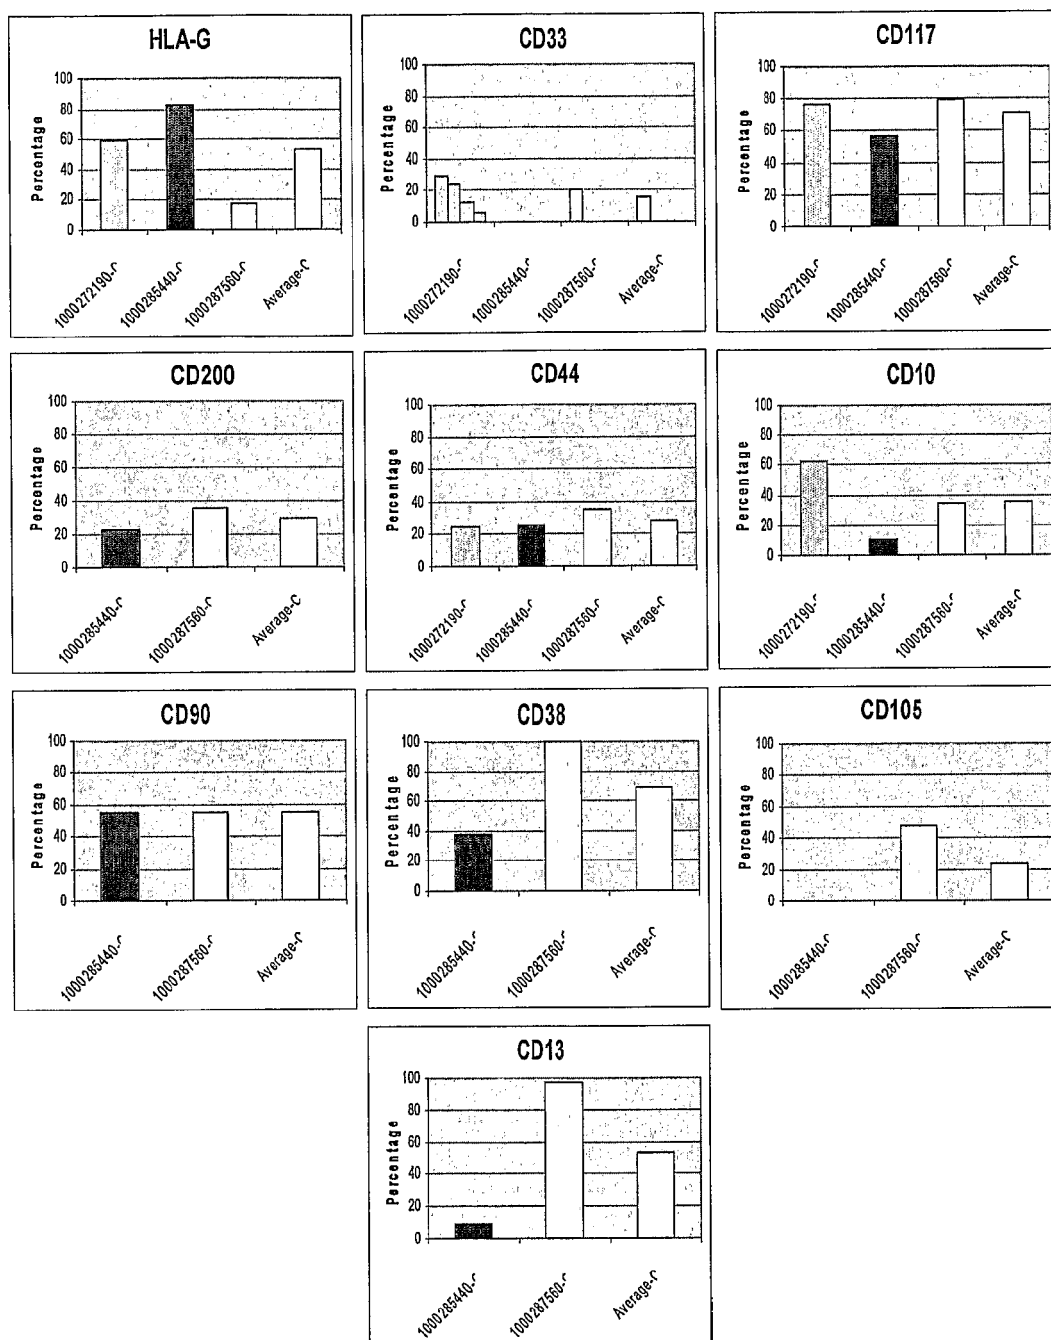 HLA-G
Percentage
100
80
60
40
20
0
1000272190-C
1000285440-C
1000287560-C
Average-C
CD33
Percentage
100
80
60
40
20
0
1000272190-C
1000285440-C
1000287560-C
Average-C
CD117
Percentage
100
80
60
40
20
0
1000272190-C
1000285440-C
1000287560-C
Average-C
CD200
Percentage
100
80
60
40
20
0
1000285440-C
1000287560-C
Average-C
CD44
Percentage
100
80
60
40
20
0
1000272190-C
1000285440-C
1000287560-C
Average-C
CD10
Percentage
100
80
60
40
20
0
1000272190-C
1000285440-C
1000287560-C
Average-C
CD90
Percentage
100
80
60
40
20
0
1000285440-C
1000287560-C
Average-C
CD38
Percentage
100
80
60
40
20
0
1000285440-C
1000287560-C
Average-C
CD105
Percentage
100
80
60
40
20
0
1000285440-C
1000287560-C
Average-C
CD13
Percentage
100
80
60
40
20
0
1000285440-C
1000287560-C
Average-C